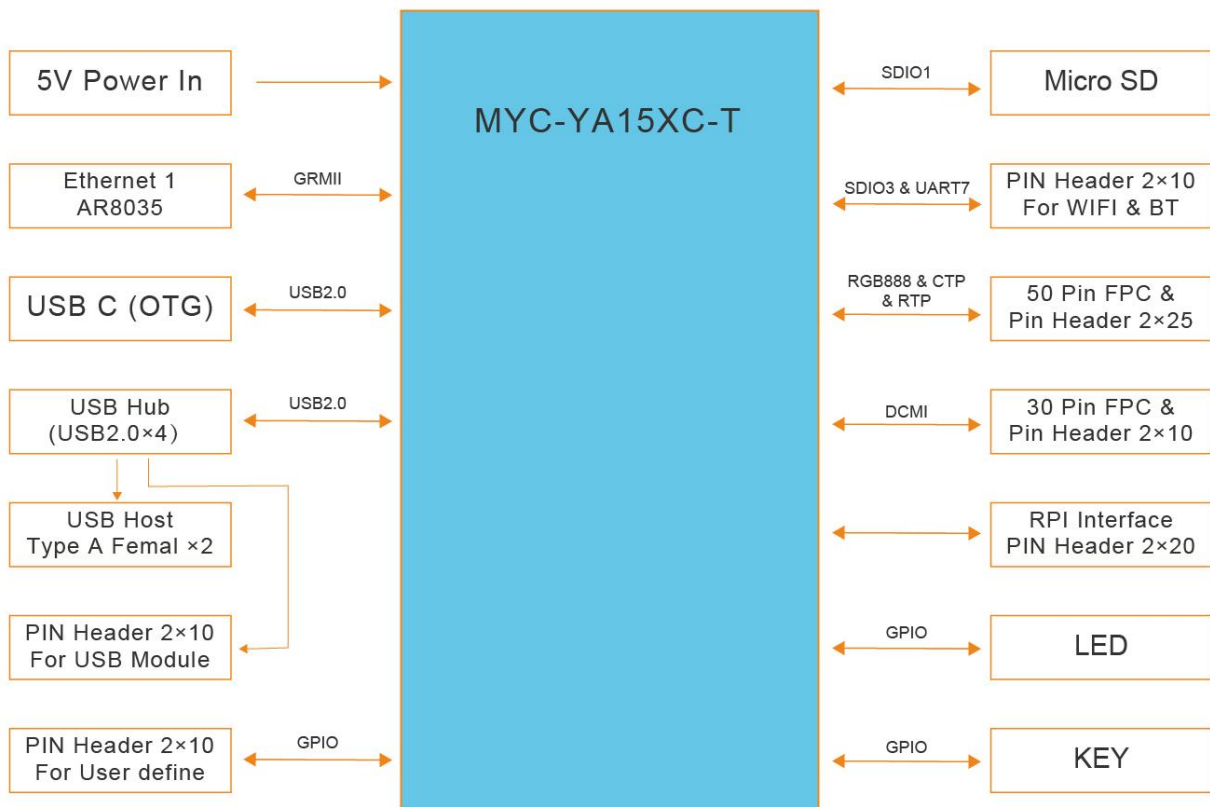 5V Power In
Ethernet 1
AR8035
GRMII
USB C (OTG)
USB2.0
USB Hub
(USB2.0×4）
USB2.0
USB Host
Type A Femal ×2
PIN Header 2×10
For USB Module
PIN Header 2×10
For User define
GPIO
MYC-YA15XC-T
SDIO1
Micro SD
SDIO3 & UART7
PIN Header 2×10
For WIFI & BT
RGB888 & CTP
& RTP
50 Pin FPC &
Pin Header 2×25
DCMI
30 Pin FPC &
Pin Header 2×10
RPI Interface
PIN Header 2×20
GPIO
LED
GPIO
KEY